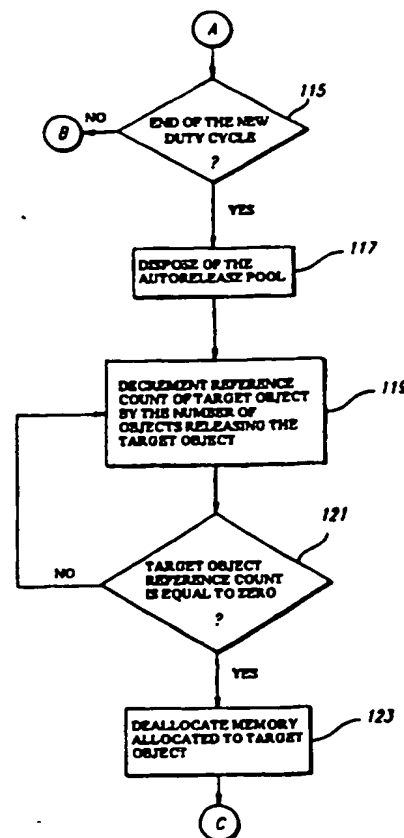 A
115
END OF THE NEW
DUTY CYCLE
?
NO
B
YES
117
DISPOSE OF THE
AUTORELEASE POOL
119
DECREMENT REFERENCE
COUNT OF TARGET OBJECT
BY THE NUMBER OF
OBJECTS RELEASING THE
TARGET OBJECT
121
TARGET OBJECT
REFERENCE COUNT
IS EQUAL TO ZERO
?
NO
YES
123
DEALLOCATE MEMORY
ALLOCATED TO TARGET
OBJECT
C